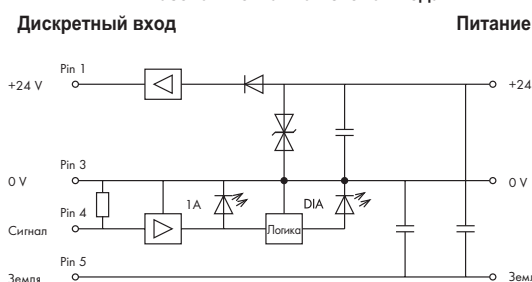 Дискретный вход
Питание
Pin 1
+24 V
+24
Pin 3
0 V
0 V
Pin 4
1A
DIA
Сигнал
Логика
Pin 5
Земля